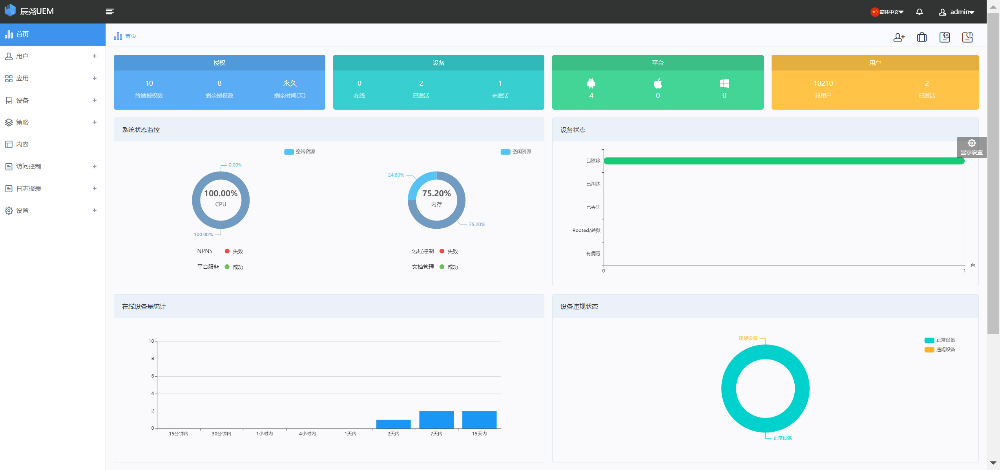 辰尧UEM
简体中文
admin
首页
用户
应用
设备
策略
内容
访问控制
日志报表
设置
首页
授权
10
8
永久
终端授权数
剩余授权数
剩余时间(天)
设备
0
2
1
在线
已激活
未激活
平台
4
0
0
用户
10210
2
总用户
已激活
系统状态监控
空闲资源
0.00%
100.00%
CPU
100.00%
空闲资源
24.80%
75.20%
内存
75.20%
NPNS
失败
远程控制
失败
平台服务
成功
文档管理
成功
设备状态
显示设置
已擦除
已淘汰
已丢失
Rooted/越狱
有病毒
台
0
1
在线设备量统计
10
8
6
4
2
0
15分钟内
30分钟内
1小时内
4小时内
1天内
2天内
7天内
15天内
设备违规状态
违规设备
正常设备
违规设备
正常设备